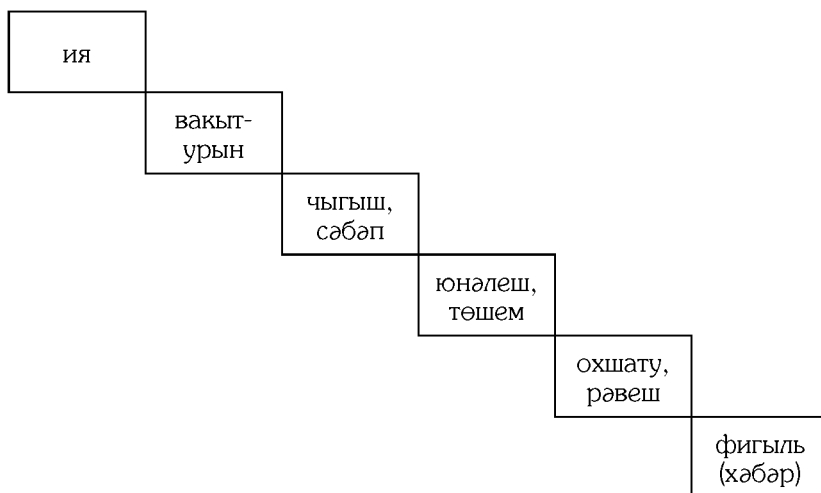 ия
вакыт-
урын
чыгыш,
сәбәп
юнәлеш,
төшем
охшату,
рәвеш
фигыль
(хәбәр)